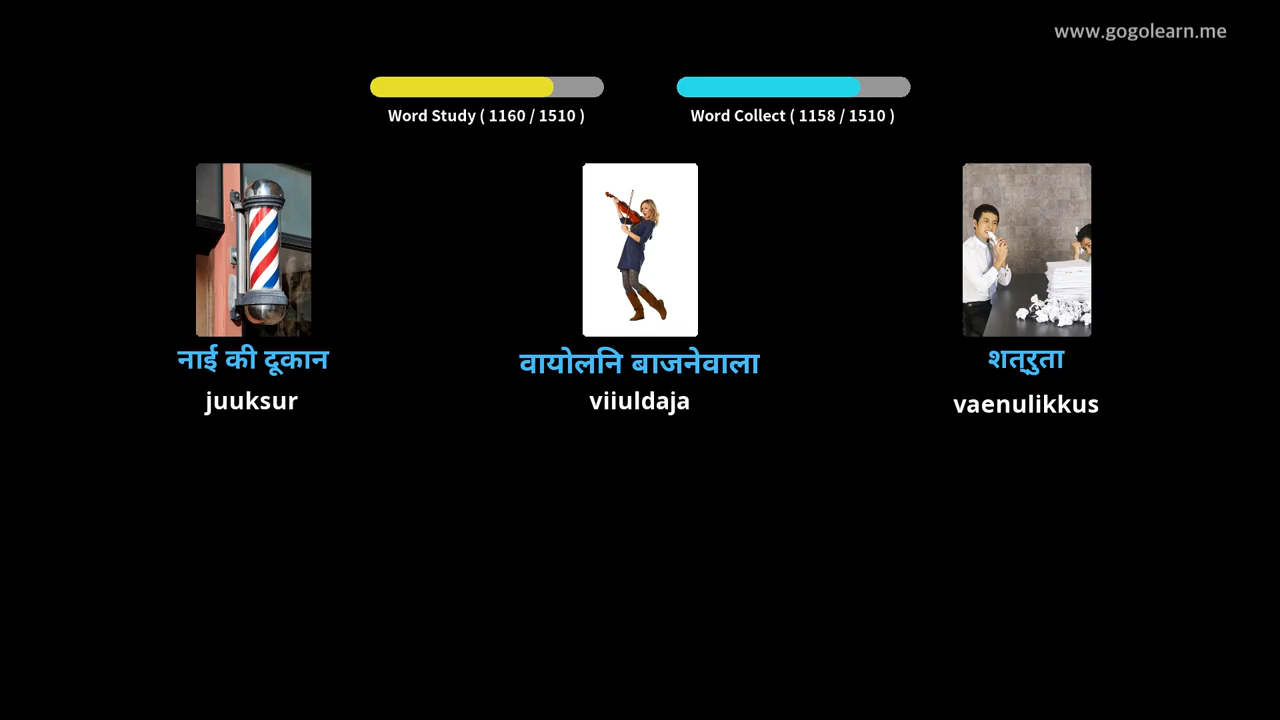 www.gogolearn.me
Word Study ( 1160 / 1510 )
Word Collect ( 1158 / 1510 )
नाई की दूकान
वायोलनि बाजनेवाला
शत्रुता
juuksur
viiuldaja
vaenulikkus